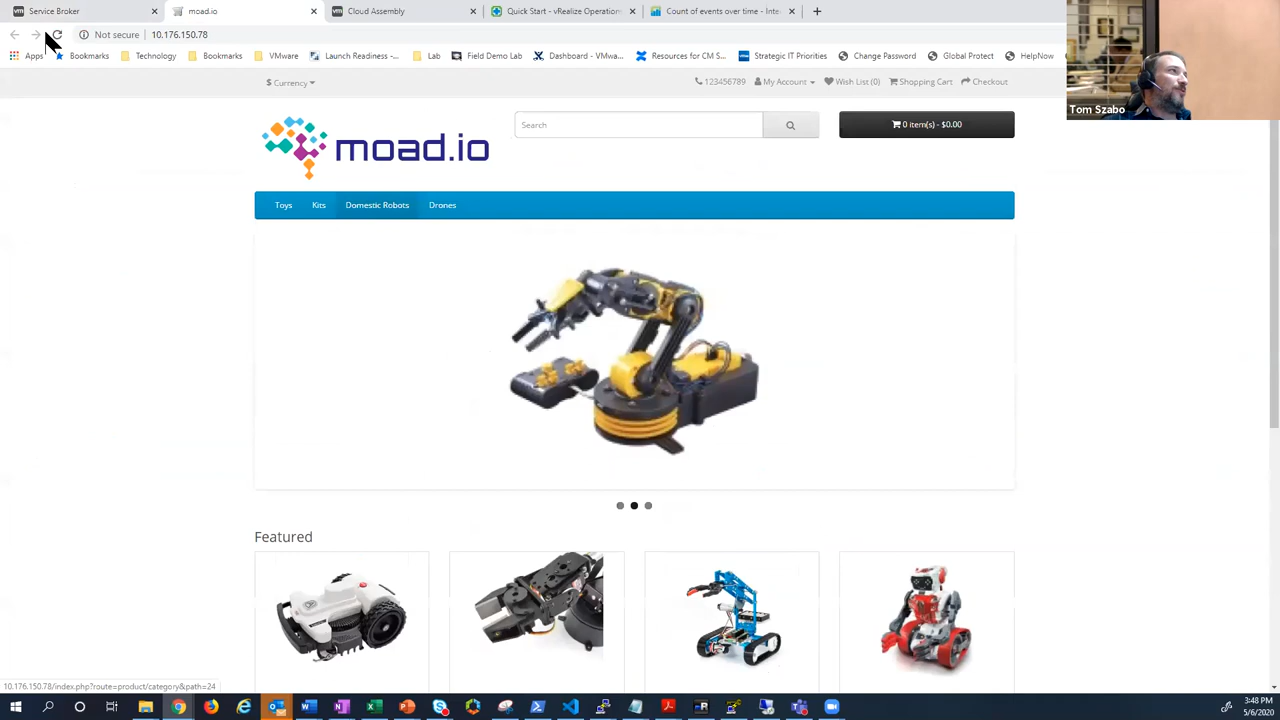 Service Broker
moad.io
Cloud Assembly
Quick Start - vRealize Operation
Count of events over time - Inte
Not secure
10.176.150.78
Apps
Bookmarks
Technology
Bookmarks
VMware
Launch Readiness -...
Lab
Field Demo Lab
Dashboard - VMwa...
Resources for CM S...
Strategic IT Priorities
Change Password
Global Protect
HelpNow
Tom Szabo
$ Currency
123456789
My Account
Wish List (0)
Shopping Cart
Checkout
moad.io
Search
0 item(s) - $0.00
Toys
Kits
Domestic Robots
Drones
Featured
10.176.150.78/index.php?route=product/category&path=24
3:48 PM
5/6/2020